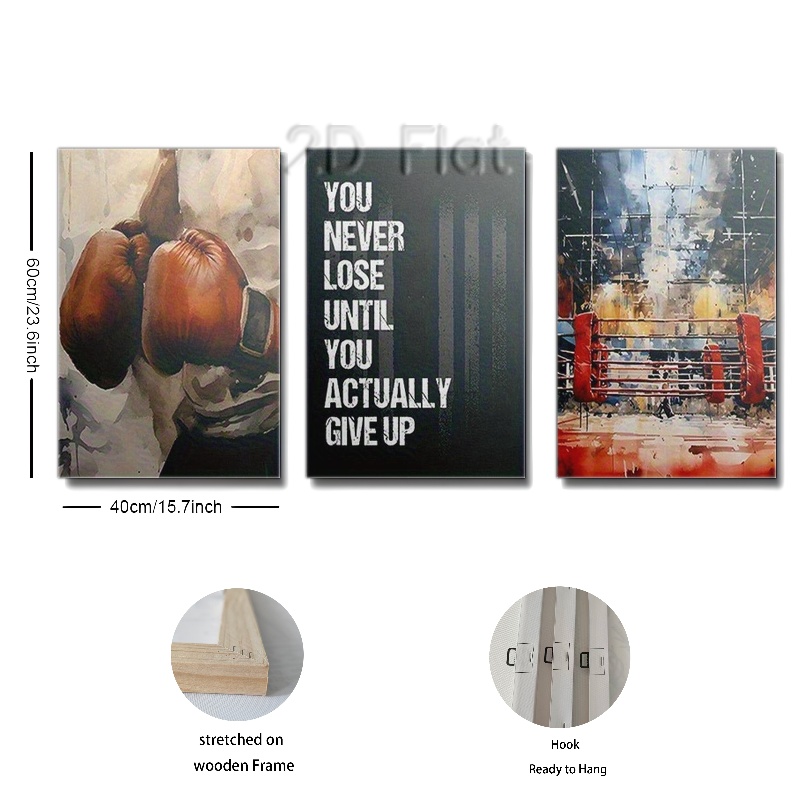 2D Flat
60cm/23.6inch
YOU
NEVER
LOSE
UNTIL
YOU
ACTUALLY
GIVE UP
40cm/15.7inch
stretched on
wooden Frame
Hook
Ready to Hang